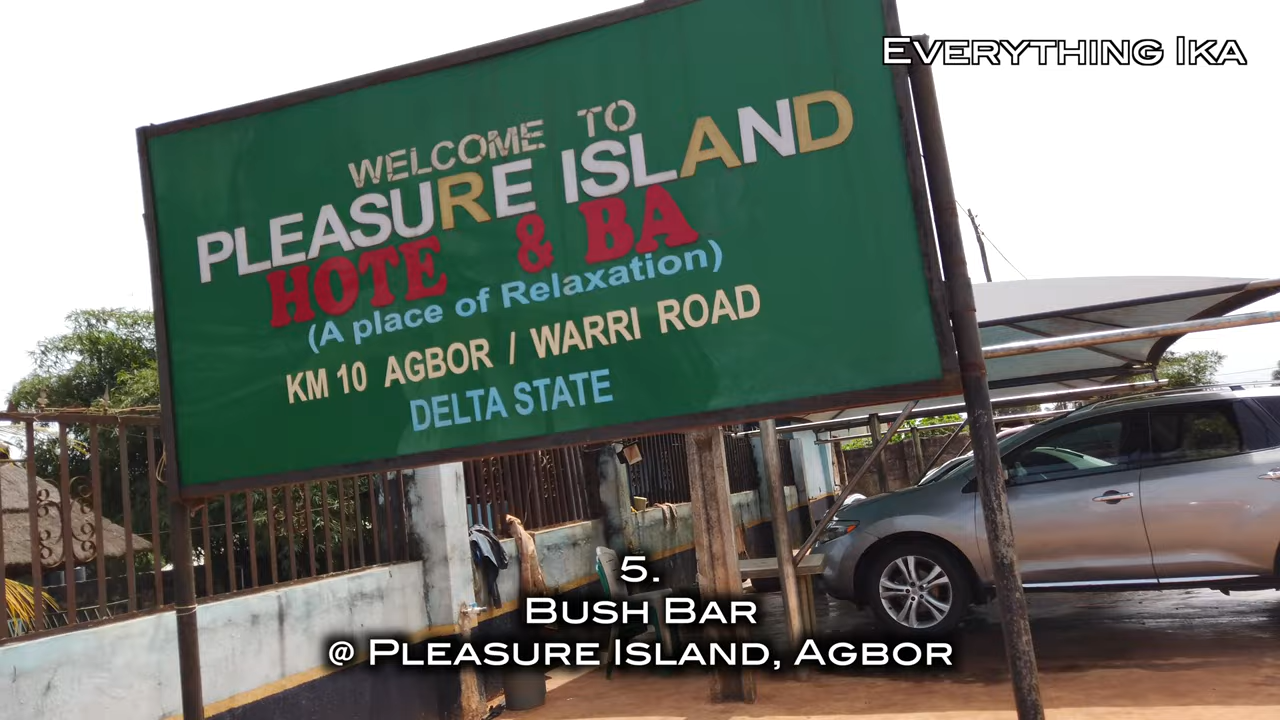 EVERYTHING IKA
WELCOME TO
PLEASURE ISLAND
HOTE & BA
(A place of Relaxation)
KM 10 AGBOR / WARRI ROAD
DELTA STATE
5.
BUSH BAR
@ PLEASURE ISLAND, AGBOR